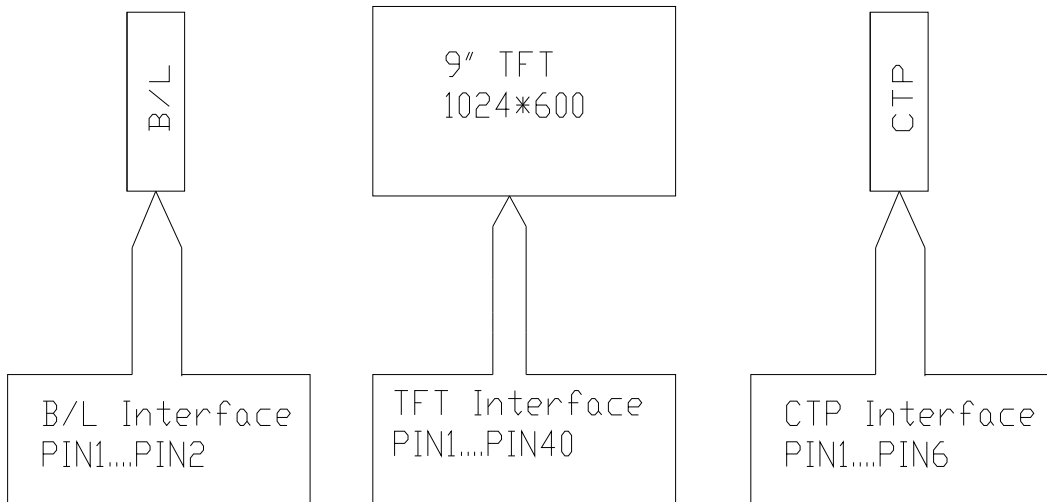 B/L
9" TFT
1024*600
CTP
B/L Interface
PIN1....PIN2
TFT Interface
PIN1....PIN40
CTP Interface
PIN1....PIN6